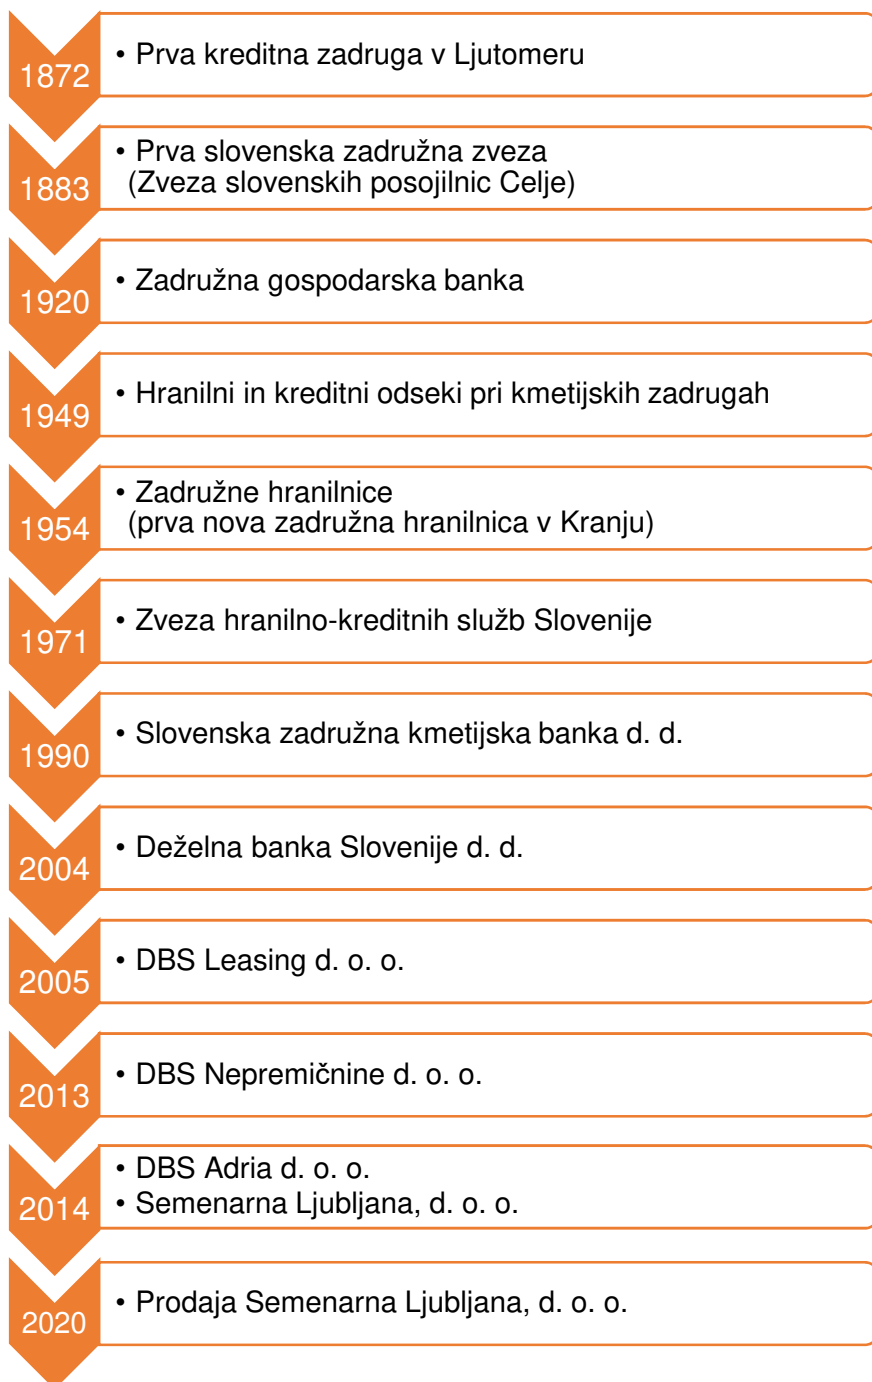 1872
• Prva kreditna zadruga v Ljutomeru
1883
• Prva slovenska zadružna zveza
(Zveza slovenskih posojilnic Celje)
1920
• Zadružna gospodarska banka
1949
• Hranilni in kreditni odseki pri kmetijskih zadrugah
1954
• Zadružne hranilnice
(prva nova zadružna hranilnica v Kranju)
1971
• Zveza hranilno-kreditnih služb Slovenije
1990
• Slovenska zadružna kmetijska banka d. d.
2004
• Deželna banka Slovenije d. d.
2005
• DBS Leasing d. o. o.
2013
• DBS Nepremičnine d. o. o.
2014
• DBS Adria d. o. o.
• Semenarna Ljubljana, d. o. o.
2020
• Prodaja Semenarna Ljubljana, d. o. o.